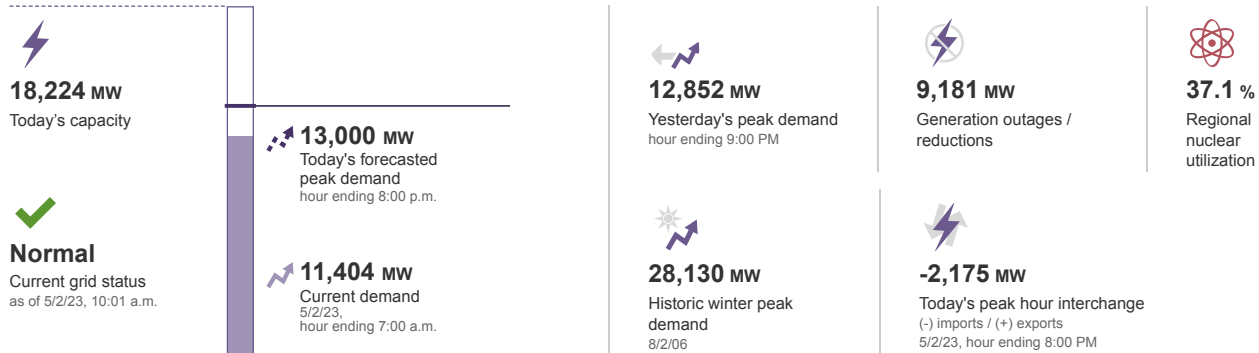 18,224 MW
Today's capacity
Normal
Current grid status
as of 5/2/23, 10:01 a.m.
13,000 MW
Today's forecasted
peak demand
hour ending 8:00 p.m.
11,404 MW
Current demand
5/2/23,
hour ending 7:00 a.m.
12,852 MW
Yesterday's peak demand
hour ending 9:00 PM
9,181 MW
Generation outages /
reductions
37.1 %
Regional
nuclear
utilization
28,130 MW
Historic winter peak
demand
8/2/06
-2,175 MW
Today's peak hour interchange
(-) imports / (+) exports
5/2/23, hour ending 8:00 PM